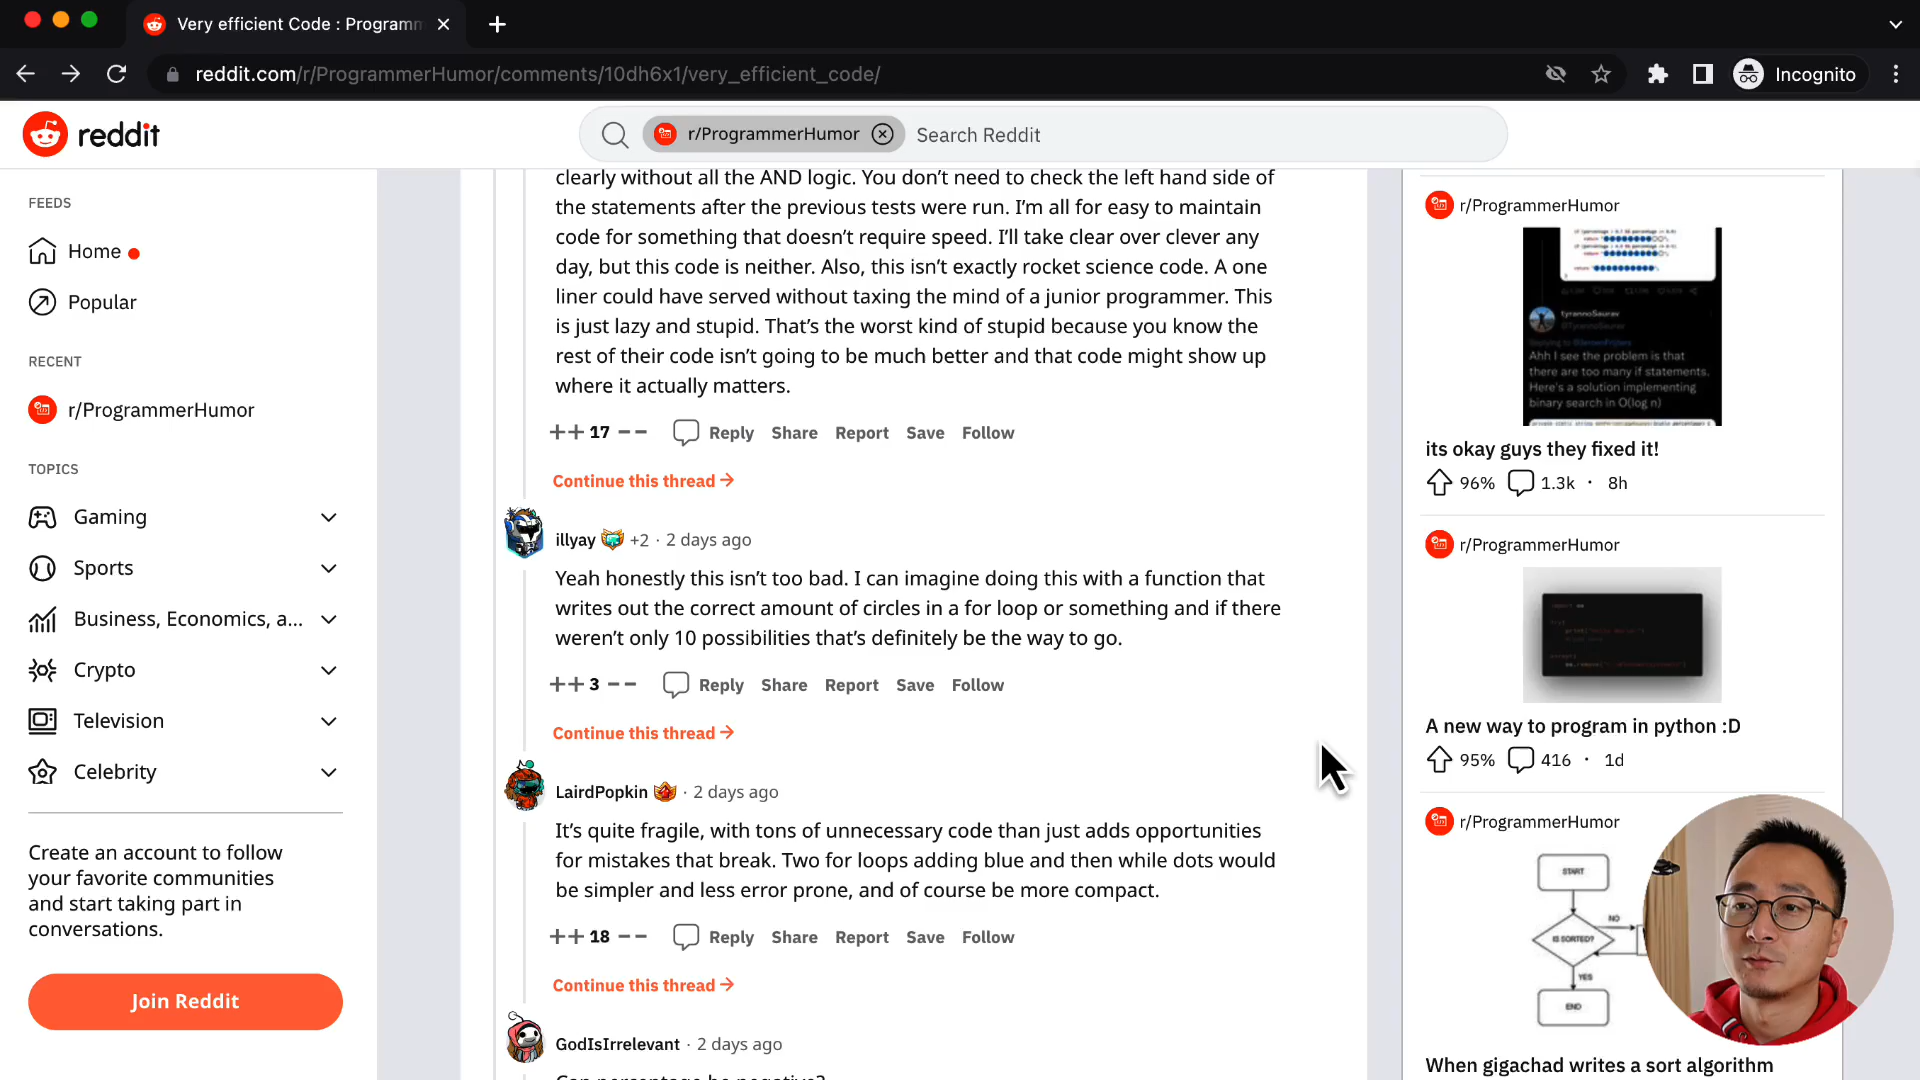 Very efficient Code : Programm
reddit.com/r/ProgrammerHumor/comments/10dh6x1/very_efficient_code/
Incognito
reddit
r/ProgrammerHumor
Search Reddit
FEEDS
Home
Popular
RECENT
r/ProgrammerHumor
TOPICS
Gaming
Sports
Business, Economics, a...
Crypto
Television
Celebrity
Create an account to follow
your favorite communities
and start taking part in
conversations.
Join Reddit
clearly without all the AND logic. You don't need to check the left hand side of
the statements after the previous tests were run. I'm all for easy to maintain
code for something that doesn't require speed. I'll take clear over clever any
day, but this code is neither. Also, this isn't exactly rocket science code. A one
liner could have served without taxing the mind of a junior programmer. This
is just lazy and stupid. That's the worst kind of stupid because you know the
rest of their code isn't going to be much better and that code might show up
where it actually matters.
++ 17 -- Reply Share Report Save Follow
Continue this thread →
illyay +2 · 2 days ago
Yeah honestly this isn't too bad. I can imagine doing this with a function that
writes out the correct amount of circles in a for loop or something and if there
weren't only 10 possibilities that's definitely be the way to go.
++ 3 -- Reply Share Report Save Follow
Continue this thread →
LairdPopkin · 2 days ago
It's quite fragile, with tons of unnecessary code than just adds opportunities
for mistakes that break. Two for loops adding blue and then while dots would
be simpler and less error prone, and of course be more compact.
++ 18 -- Reply Share Report Save Follow
Continue this thread →
GodIsIrrelevant · 2 days ago
Can percentage be negative?
r/ProgrammerHumor
tyrannoSaurav
Ahh I see the problem is that
there are too many if statements.
Here's a solution implementing
binary search in O(log n)
its okay guys they fixed it!
96% 1.3k · 8h
r/ProgrammerHumor
A new way to program in python :D
95% 416 · 1d
r/ProgrammerHumor
START
NO
IS SORTED?
YES
END
When gigachad writes a sort algorithm